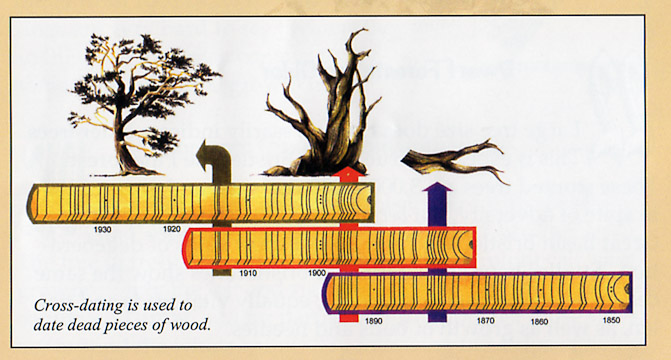 1930 1920
1910 1900
1890 1870 1860 1850
Cross-dating is used to
date dead pieces of wood.